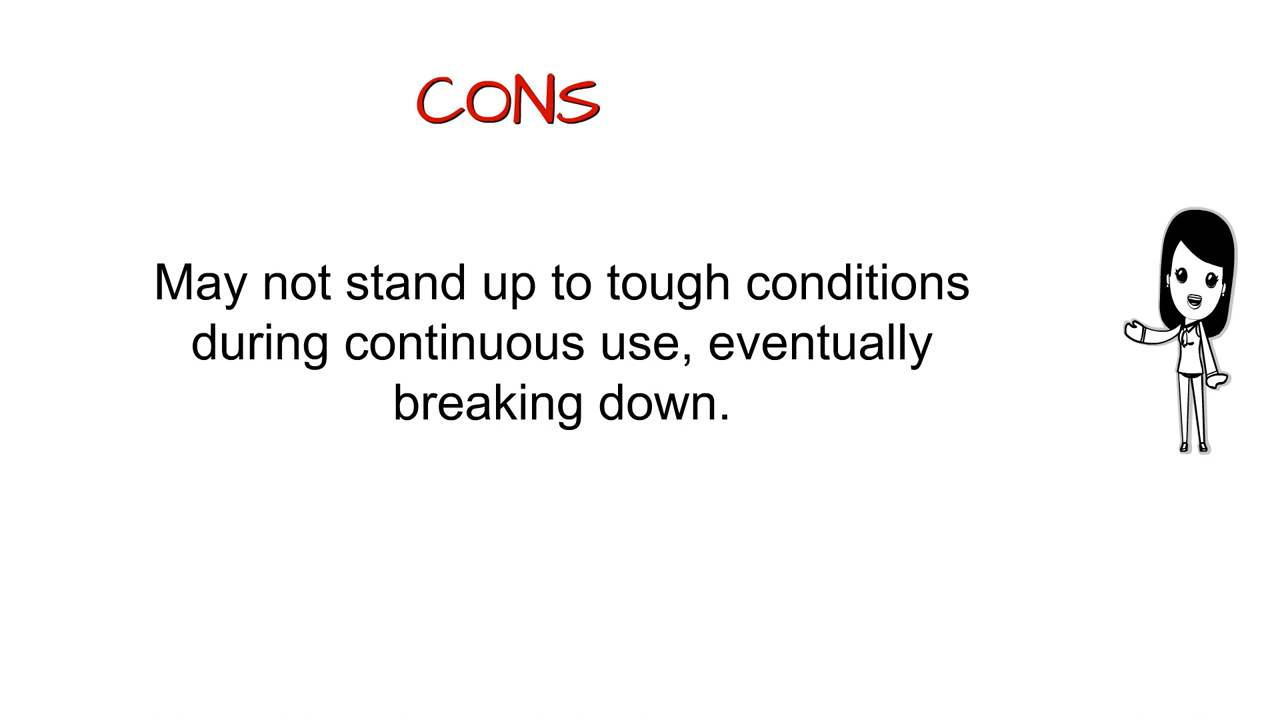 CONS
May not stand up to tough conditions
during continuous use, eventually
breaking down.